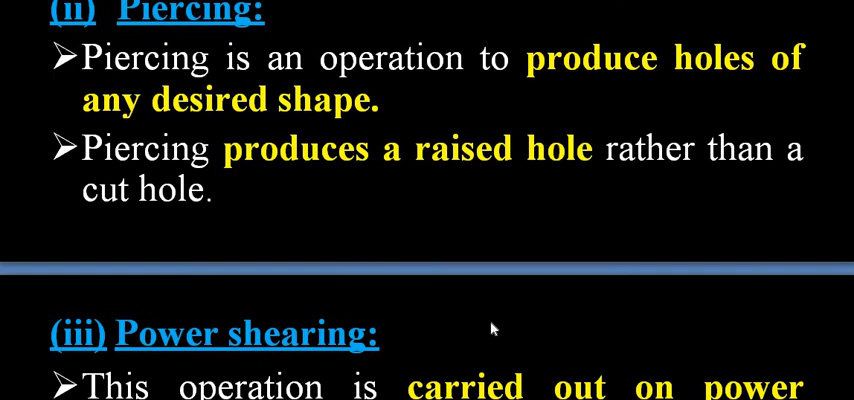 (ii) Piercing:
➢Piercing is an operation to produce holes of
any desired shape.
➢Piercing produces a raised hole rather than a
cut hole.
(iii) Power shearing:
➢This operation is carried out on power